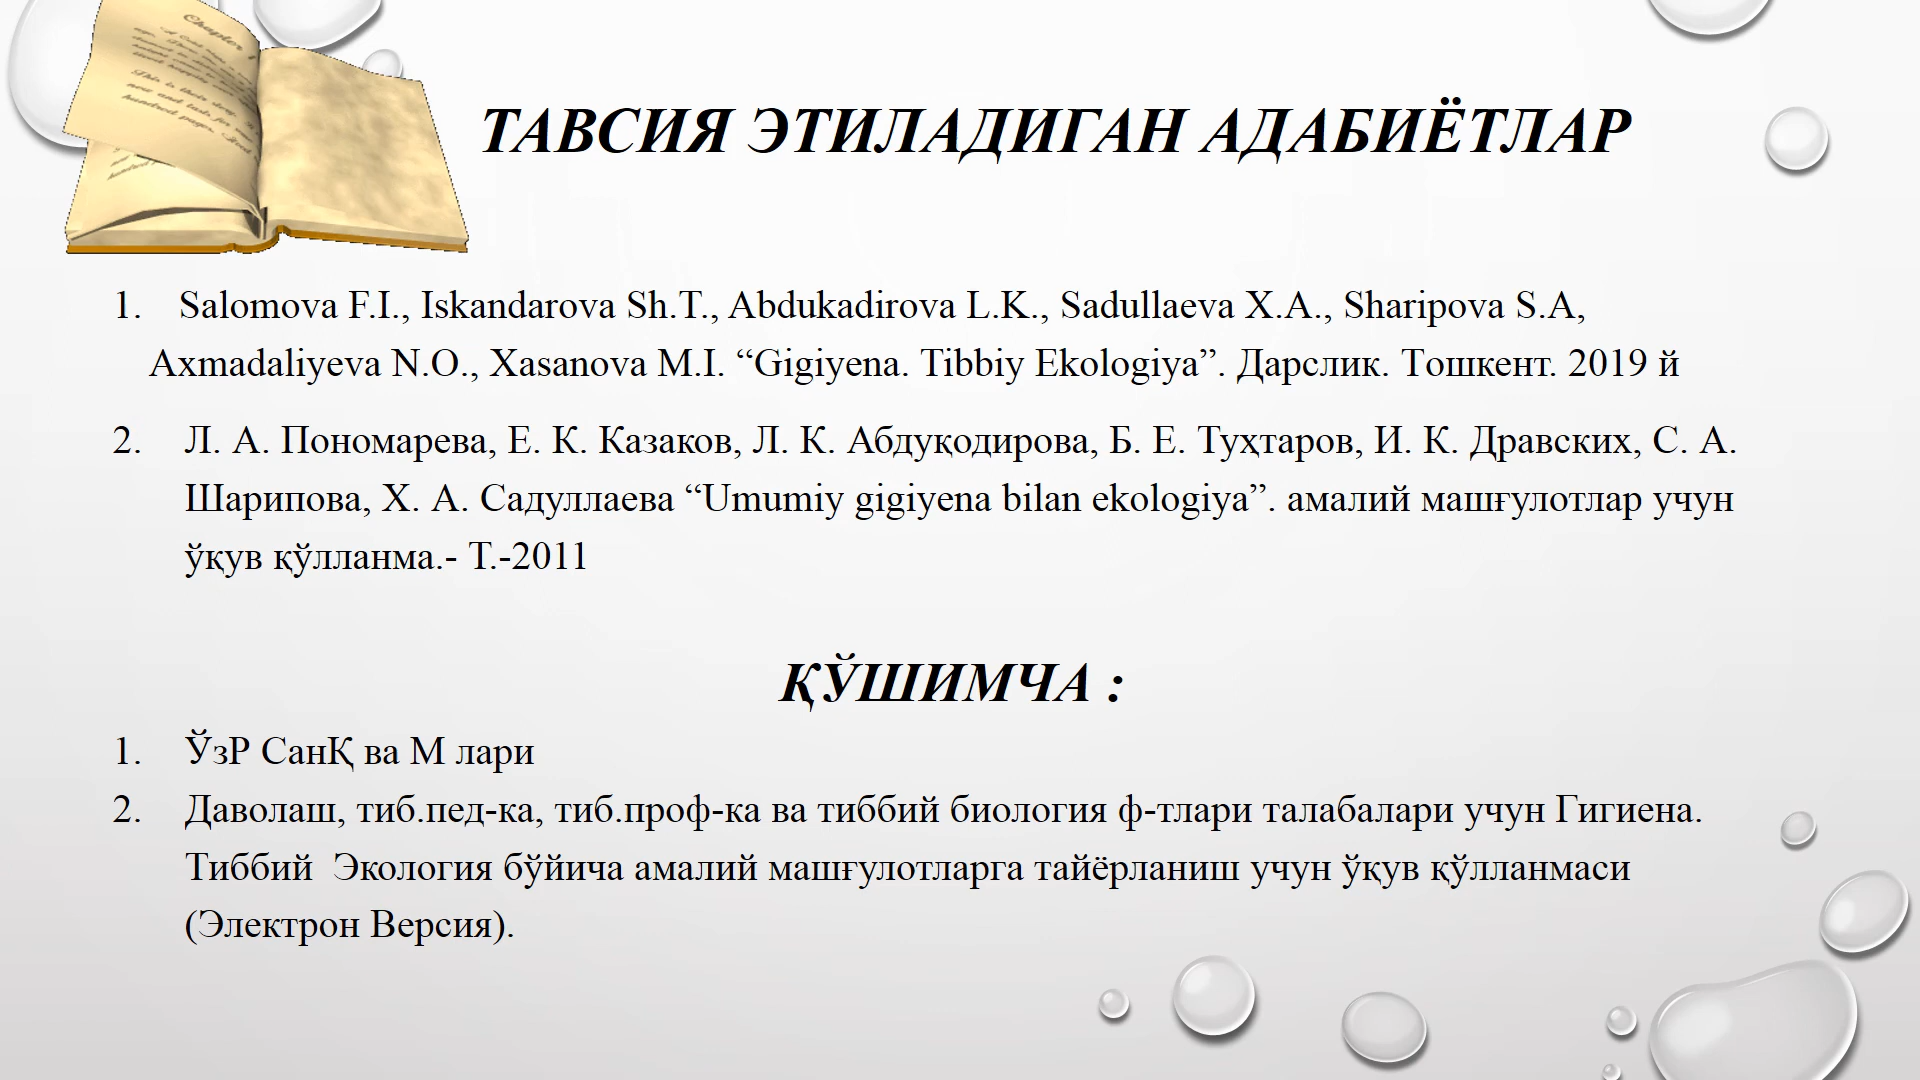 ТАВСИЯ ЭТИЛАДИГАН АДАБИЁТЛАР
1. Salomova F.I., Iskandarova Sh.T., Abdukadirova L.K., Sadullaeva X.A., Sharipova S.A,
Axmadaliyeva N.O., Xasanova M.I. “Gigiyena. Tibbiy Ekologiya”. Дарслик. Тошкент. 2019 й
2. Л. А. Пономарева, Е. К. Казаков, Л. К. Абдуқодирова, Б. Е. Туҳтаров, И. К. Дравских, С. А.
Шарипова, Х. А. Садуллаева “Umumiy gigiyena bilan ekologiya”. амалий машғулотлар учун
ўқув қўлланма.- Т.-2011
ҚЎШИМЧА :
1. ЎзР СанҚ ва М лари
2. Даволаш, тиб.пед-ка, тиб.проф-ка ва тиббий биология ф-тлари талабалари учун Гигиена.
Тиббий  Экология бўйича амалий машғулотларга тайёрланиш учун ўқув қўлланмаси
(Электрон Версия).